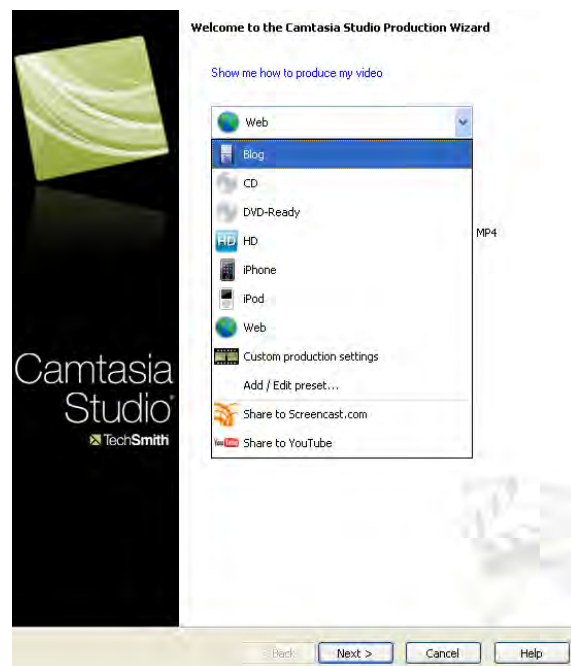 Welcome to the Camtasia Studio Production Wizard
Show me how to produce my video
Web
Blog
CD
DVD-Ready
HD HD
MP4
iPhone
iPod
Web
Custom production settings
Add / Edit preset...
Share to Screencast.com
You Tube Share to YouTube
Camtasia
Studio
TechSmith
< Back Next > Cancel Help